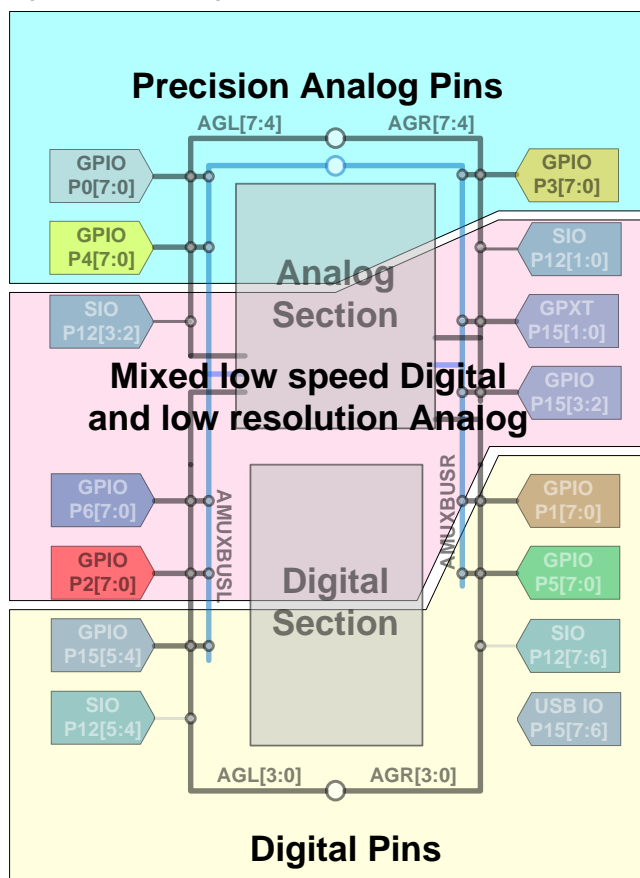 Precision Analog Pins
AGL[7:4]
AGR[7:4]
GPIO
P0[7:0]
GPIO
P3[7:0]
GPIO
P4[7:0]
SIO
P12[1:0]
Analog
Section
SIO
P12[3:2]
GPXT
P15[1:0]
Mixed low speed Digital
and low resolution Analog
GPIO
P15[3:2]
GPIO
P6[7:0]
AMUXBUSL
AMUXBUSR
GPIO
P1[7:0]
GPIO
P2[7:0]
Digital
Section
GPIO
P5[7:0]
GPIO
P15[5:4]
SIO
P12[7:6]
SIO
P12[5:4]
USB IO
P15[7:6]
AGL[3:0]
AGR[3:0]
Digital Pins